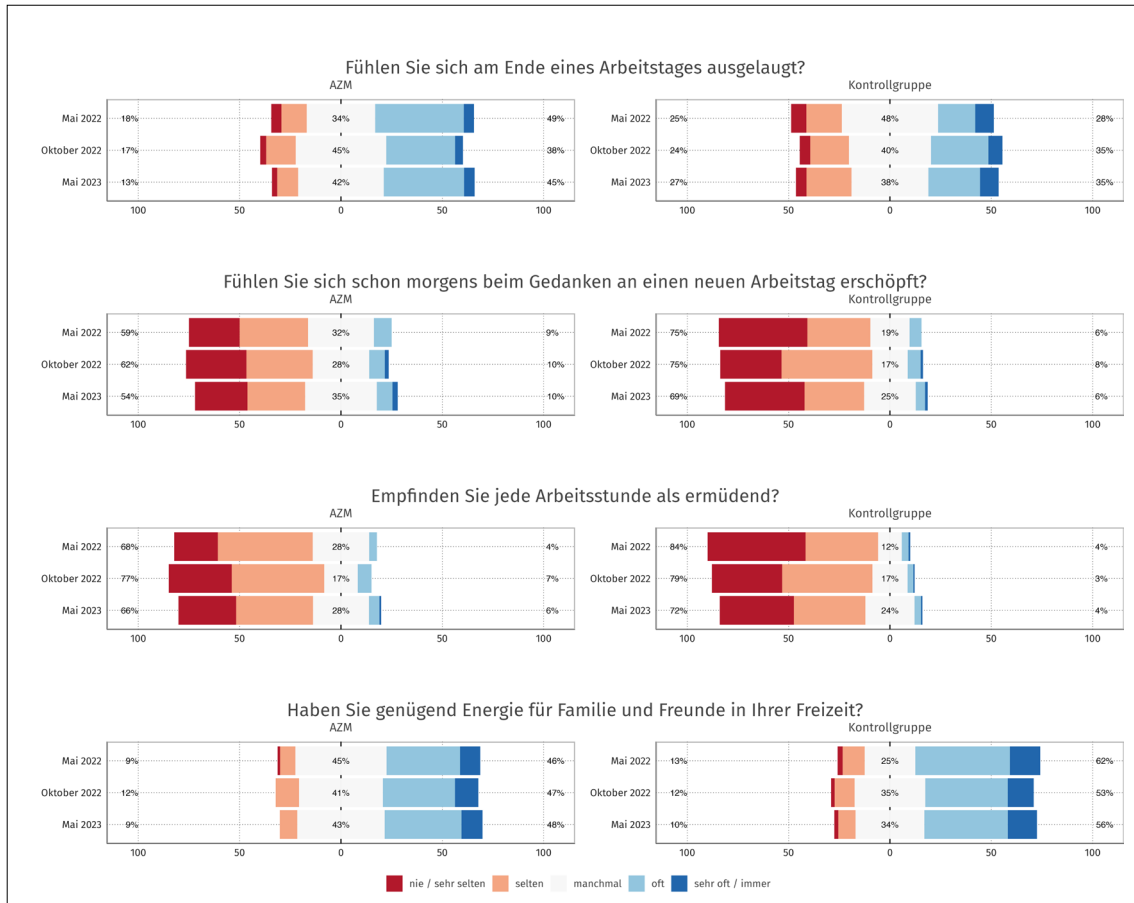 Fühlen Sie sich am Ende eines Arbeitstages ausgelaugt?
AZM Kontrollgruppe
Mai 2022 18% 34% 49% Mai 2022 25% 48% 28%
Oktober 2022 17% 45% 38% Oktober 2022 24% 40% 35%
Mai 2023 13% 42% 45% Mai 2023 27% 38% 35%
100 50 0 50 100 100 50 0 50 100
Fühlen Sie sich schon morgens beim Gedanken an einen neuen Arbeitstag erschöpft?
AZM Kontrollgruppe
Mai 2022 59% 32% 9% Mai 2022 75% 19% 6%
Oktober 2022 62% 28% 10% Oktober 2022 75% 17% 8%
Mai 2023 54% 35% 10% Mai 2023 69% 25% 6%
100 50 0 50 100 100 50 0 50 100
Empfinden Sie jede Arbeitsstunde als ermüdend?
AZM Kontrollgruppe
Mai 2022 68% 28% 4% Mai 2022 84% 12% 4%
Oktober 2022 77% 17% 7% Oktober 2022 79% 17% 3%
Mai 2023 66% 28% 6% Mai 2023 72% 24% 4%
100 50 0 50 100 100 50 0 50 100
Haben Sie genügend Energie für Familie und Freunde in Ihrer Freizeit?
AZM Kontrollgruppe
Mai 2022 9% 45% 46% Mai 2022 13% 25% 62%
Oktober 2022 12% 41% 47% Oktober 2022 12% 35% 53%
Mai 2023 9% 43% 48% Mai 2023 10% 34% 56%
100 50 0 50 100 100 50 0 50 100
nie / sehr selten selten manchmal oft sehr oft / immer